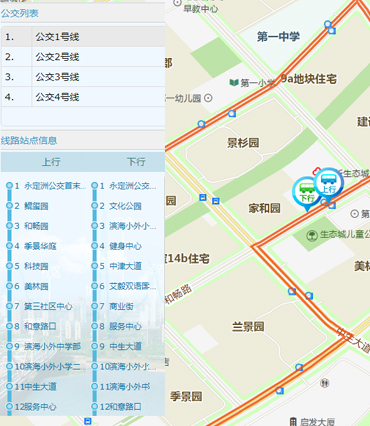 公交列表
1. 公交1号线
2. 公交2号线
3. 公交3号线
4. 公交4号线
线路站点信息
上行 下行
1 永定洲公交首末... 1 永定洲公交...
2 鲲玺园 2 文化公园
3 和畅园 3 滨海小外小...
4 季景华庭 4 健身中心
5 科技园 5 中津大道
6 美林园 6 艾毅双语国...
7 第三社区中心 7 商业街
8 和意路口 8 服务中心
9 滨海小外中学部 9 中生大道
10 滨海小外小学二... 10 滨海小外小...
11 中生大道 11 滨海小外书
12 服务中心 12 和意路口
早教中心
第一中学
部
9a地块住宅
第一小学
一幼儿园
建
景杉园
生态城
下行
上行
家和园
第
园
生态城儿童公
14b住宅
美林
和畅路
兰景园
中生大道
季景园
启发大厦